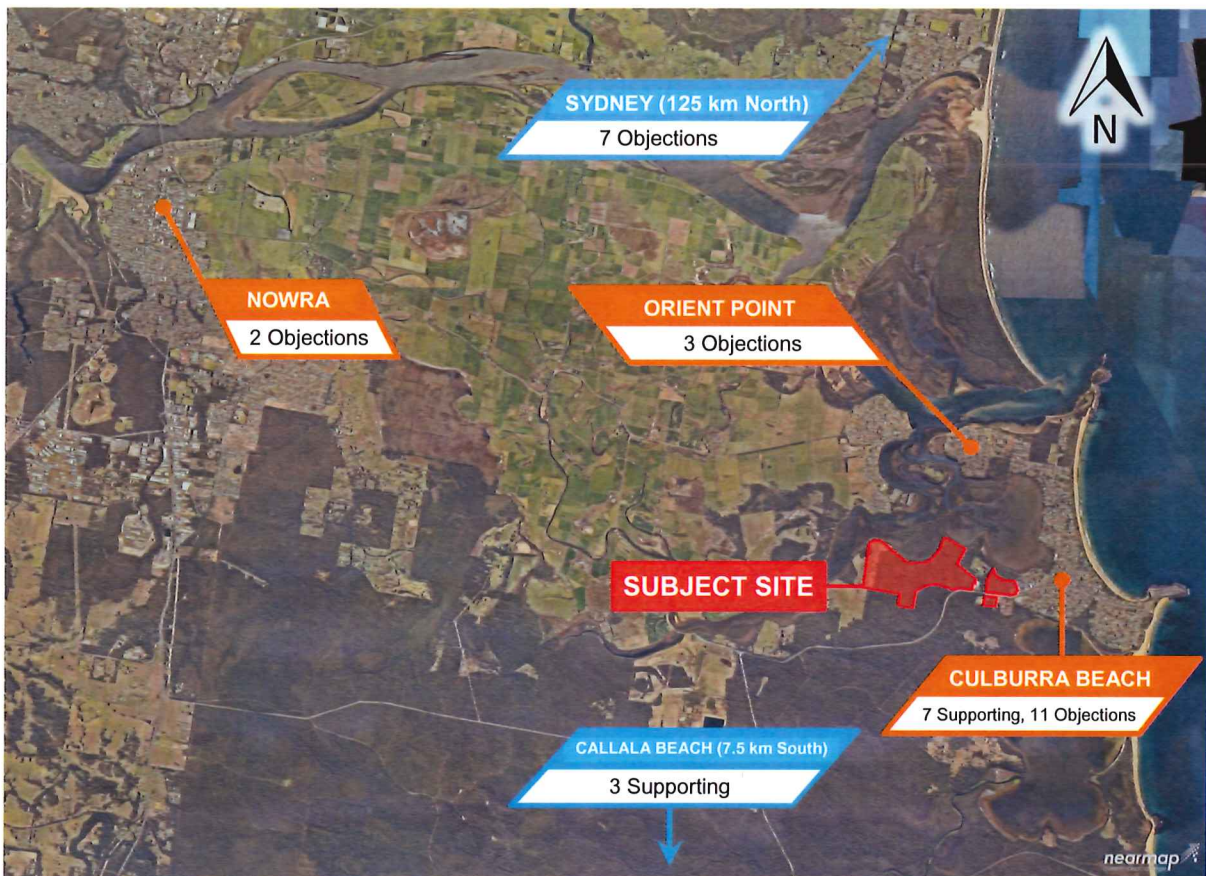 SYDNEY (125 km North)
7 Objections
N
NOWRA
2 Objections
ORIENT POINT
3 Objections
SUBJECT SITE
CULBURRA BEACH
7 Supporting, 11 Objections
CALLALA BEACH (7.5 km South)
3 Supporting
nearmap